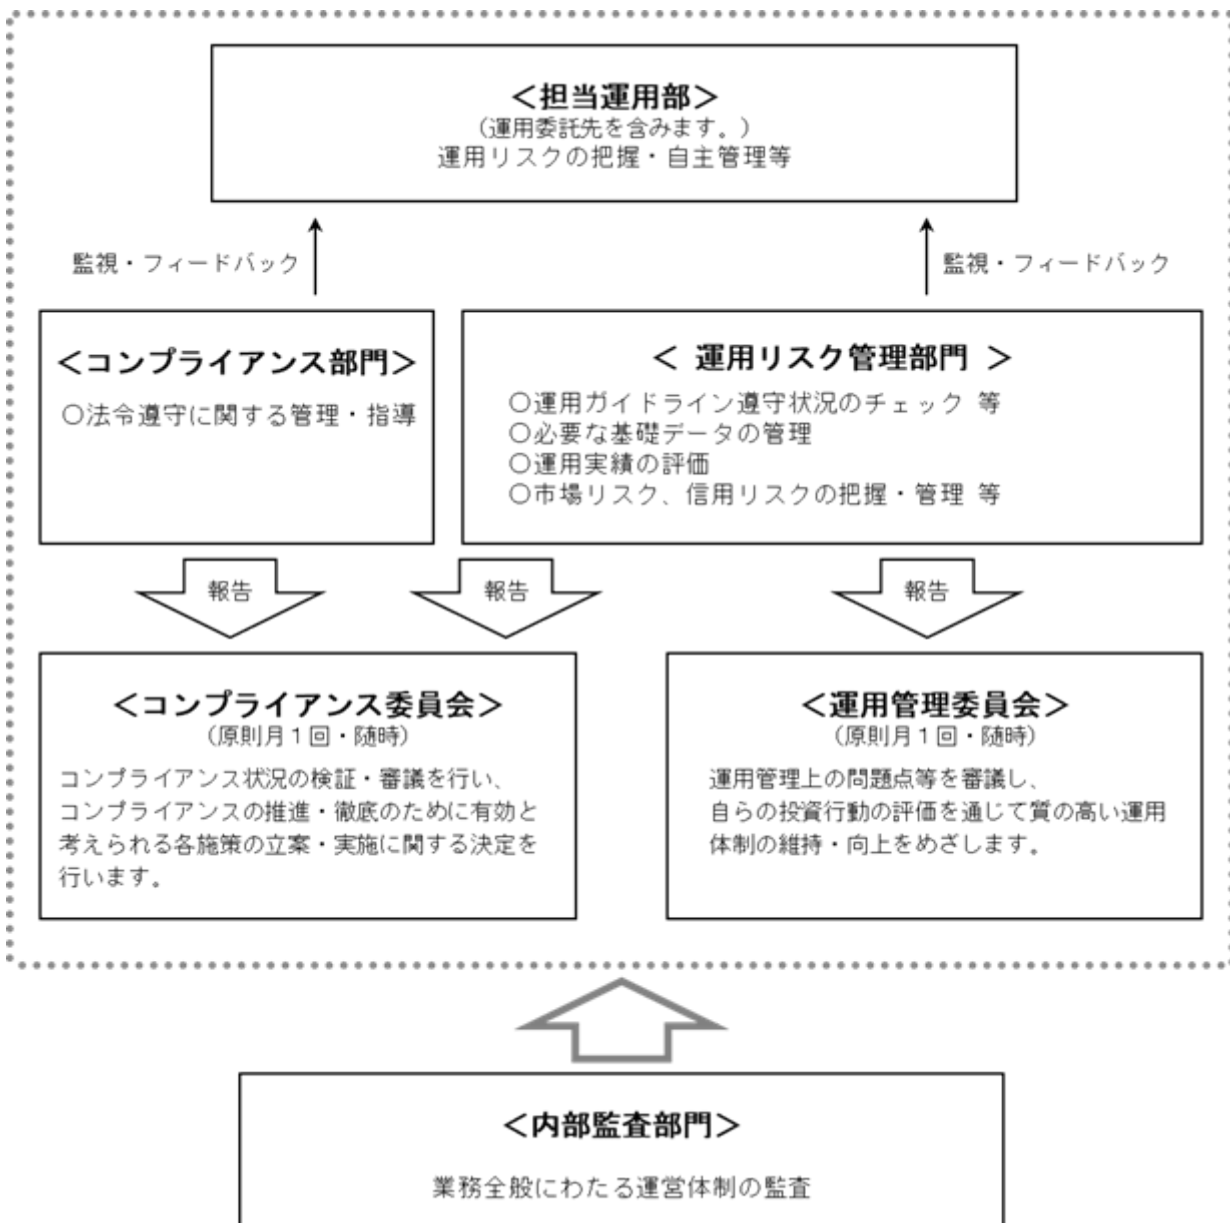 ＜担当運用部＞
（運用委託先を含みます。）
運用リスクの把握・自主管理等
監視・フィードバック
監視・フィードバック
＜コンプライアンス部門＞
○法令遵守に関する管理・指導
＜ 運用リスク管理部門 ＞
○運用ガイドライン遵守状況のチェック 等
○必要な基礎データの管理
○運用実績の評価
○市場リスク、信用リスクの把握・管理 等
報告
報告
報告
＜コンプライアンス委員会＞
（原則月１回・随時）
コンプライアンス状況の検証・審議を行い、
コンプライアンスの推進・徹底のために有効と
考えられる各施策の立案・実施に関する決定を
行います。
＜運用管理委員会＞
（原則月１回・随時）
運用管理上の問題点等を審議し、
自らの投資行動の評価を通じて質の高い運用
体制の維持・向上をめざします。
＜内部監査部門＞
業務全般にわたる運営体制の監査